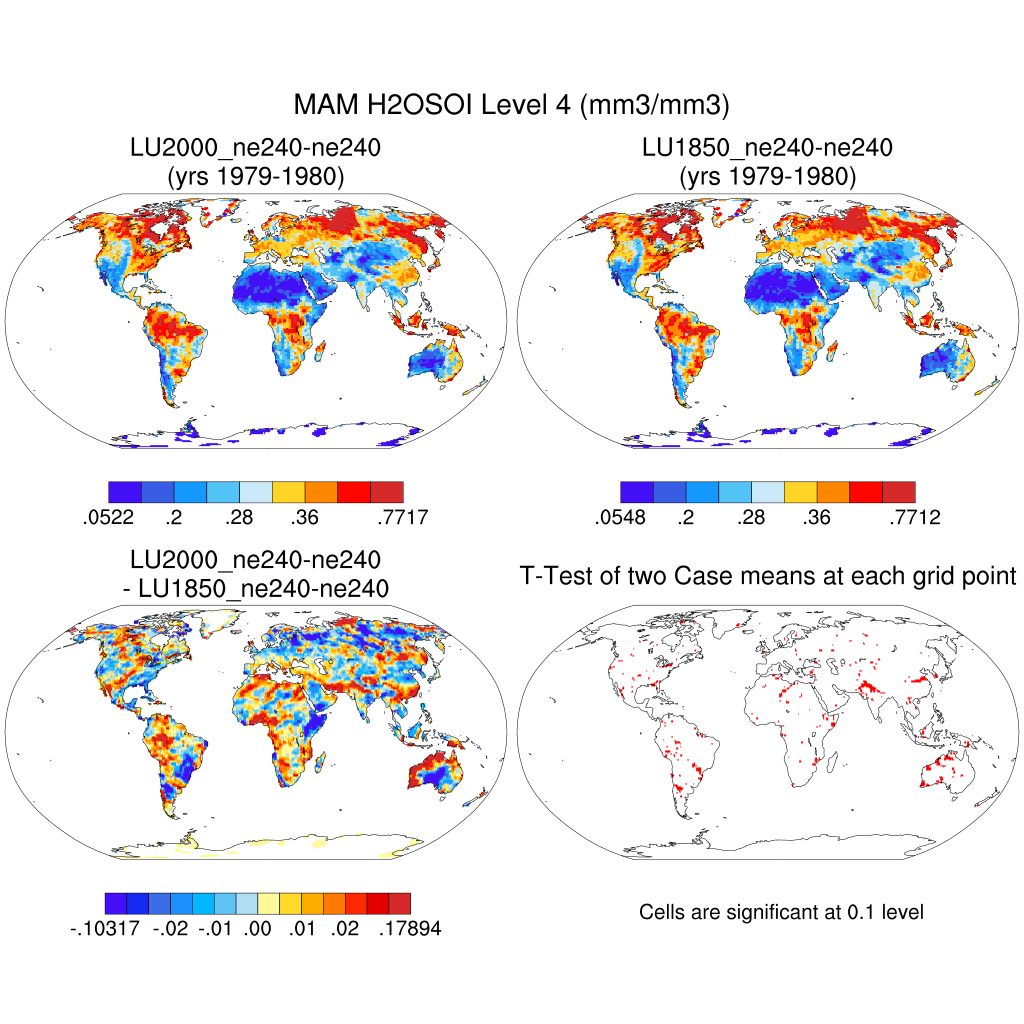 MAM H2OSOI Level 4 (mm3/mm3)
LU2000_ne240-ne240
(yrs 1979-1980)
LU1850_ne240-ne240
(yrs 1979-1980)
.0522 .2 .28 .36 .7717
.0548 .2 .28 .36 .7712
LU2000_ne240-ne240
- LU1850_ne240-ne240
T-Test of two Case means at each grid point
-.10317 -.02 -.01 .00 .01 .02 .17894
Cells are significant at 0.1 level